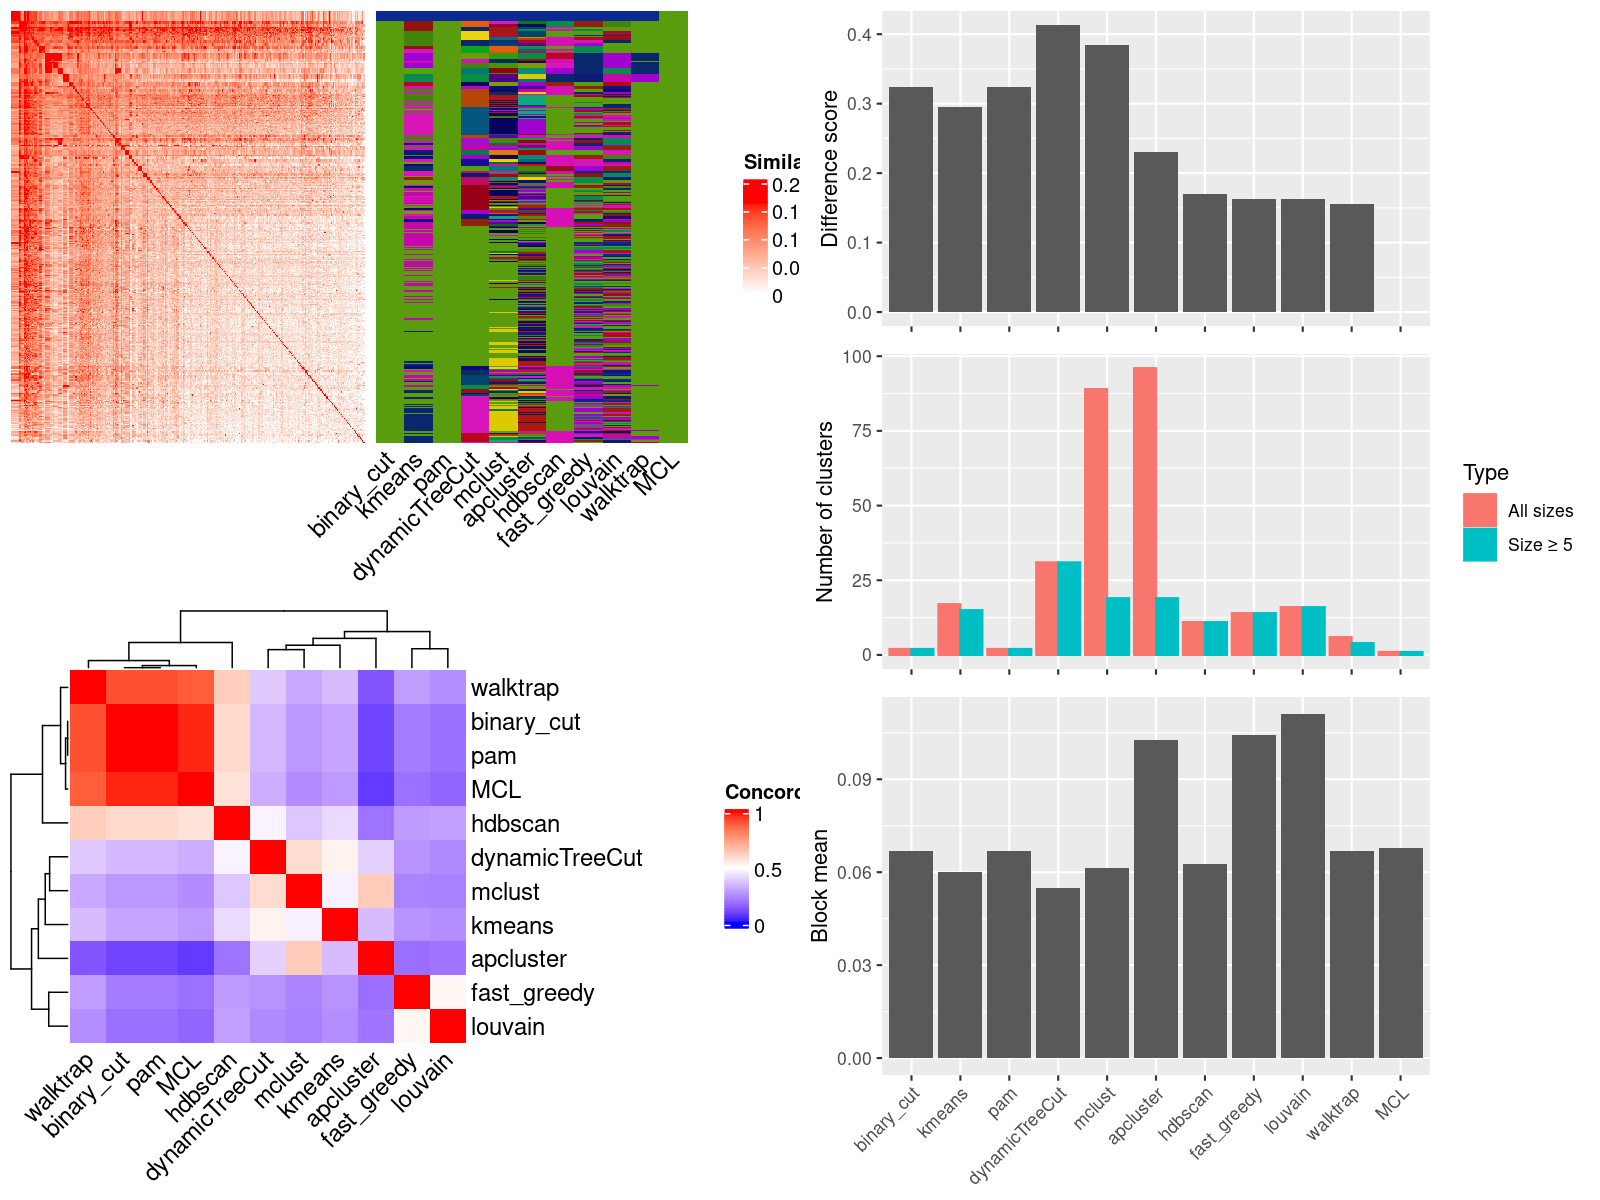 Simila
0.2
0.1
0.1
0.0
0
binary_cut
kmeans
pam
dynamicTreeCut
mclust
apcluster
hdbscan
fast_greedy
louvain
walktrap
MCL
walktrap
binary_cut
pam
MCL
hdbscan
dynamicTreeCut
mclust
kmeans
apcluster
fast_greedy
louvain
walktrap
binary_cut
pam
MCL
hdbscan
dynamicTreeCut
mclust
kmeans
apcluster
fast_greedy
louvain
Concord
1
0.5
0
Difference score
0.4
0.3
0.2
0.1
0.0
Number of clusters
100
75
50
25
0
Type
All sizes
Size ≥ 5
Block mean
0.09
0.06
0.03
0.00
binary_cut
kmeans
pam
dynamicTreeCut
mclust
apcluster
hdbscan
fast_greedy
louvain
walktrap
MCL